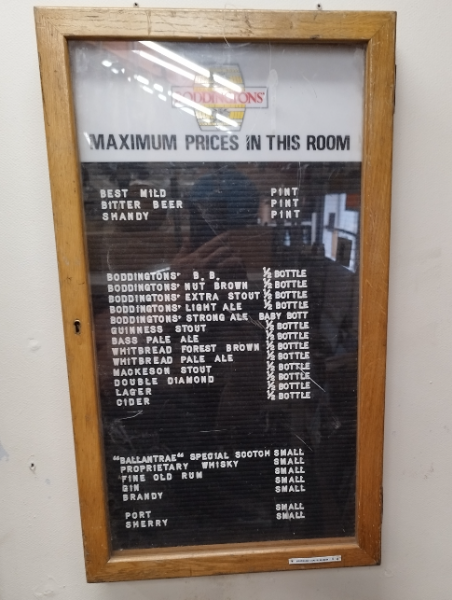 BODDINGTONS'
MAXIMUM PRICES IN THIS ROOM
BEST MILD PINT
BITTER BEER PINT
SHANDY PINT
BODDINGTONS' B.B. ½ BOTTLE
BODDINGTONS' NUT BROWN ½ BOTTLE
BODDINGTONS' EXTRA STOUT ½ BOTTLE
BODDINGTONS' LIGHT ALE ½ BOTTLE
BODDINGTONS' STRONG ALE BABY BOTT
GUINNESS STOUT ½ BOTTLE
BASS PALE ALE ½ BOTTLE
WHITBREAD FOREST BROWN ½ BOTTLE
WHITBREAD PALE ALE ½ BOTTLE
MACKESON STOUT ½ BOTTLE
DOUBLE DIAMOND ½ BOTTLE
LAGER ½ BOTTLE
CIDER ½ BOTTLE
"BALLANTRAE" SPECIAL SCOTCH SMALL
PROPRIETARY WHISKY SMALL
FINE OLD RUM SMALL
GIN SMALL
BRANDY SMALL
PORT SMALL
SHERRY SMALL